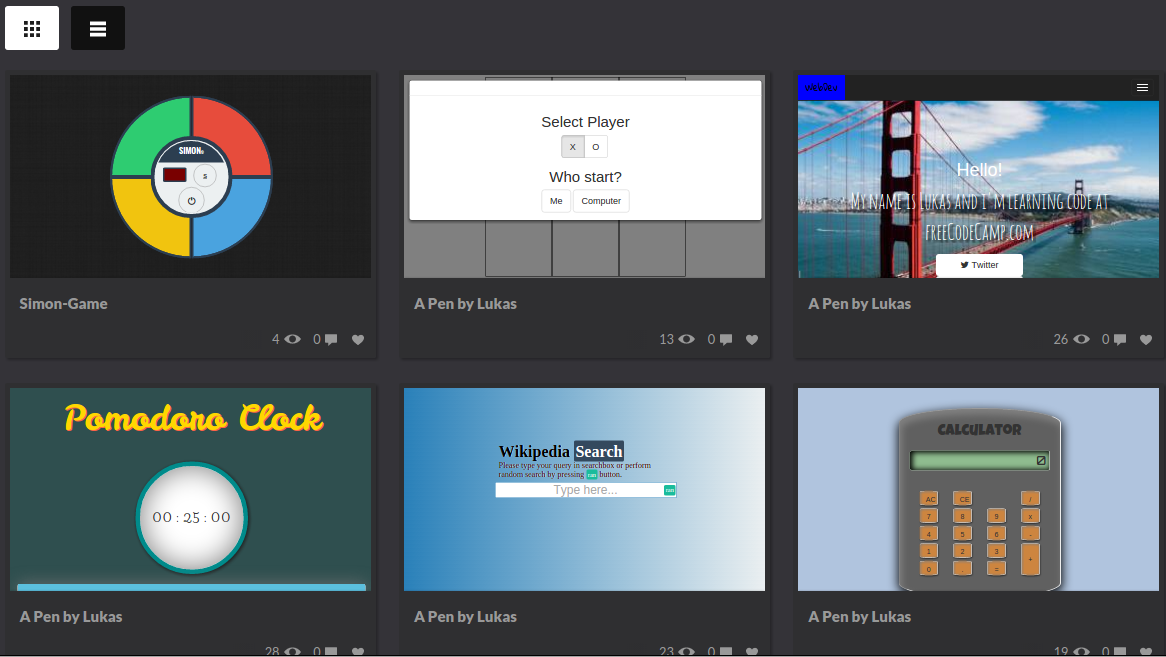 SIMON®
S
Simon-Game
4 0
Select Player
X O
Who start?
Me Computer
A Pen by Lukas
13 0
Hello!
My name is Lukas and I'm learning code at
freeCodeCamp.com
Twitter
A Pen by Lukas
26 0
Pomodoro Clock
00 : 25 : 00
A Pen by Lukas
28 0
Wikipedia Search
Please type your query in searchbox or perform
random search by pressing ran button.
Type here... ran
A Pen by Lukas
23 0
CALCULATOR
0
AC CE /
7 8 9 x
4 5 6 -
1 2 3 +
0 . =
A Pen by Lukas
19 0